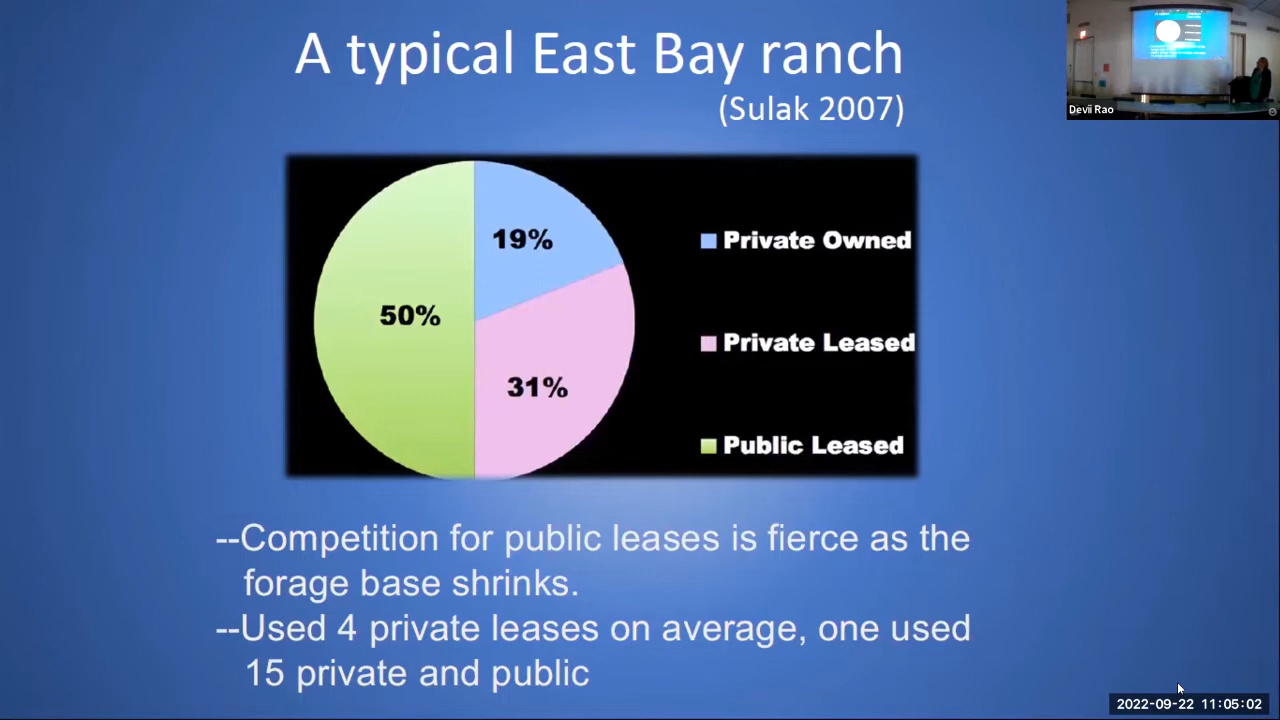 A typical East Bay ranch
(Sulak 2007)
Devii Rao
19%
50%
31%
Private Owned
Private Leased
Public Leased
--Competition for public leases is fierce as the
forage base shrinks.
--Used 4 private leases on average, one used
15 private and public
2022-09-22 11:05:02